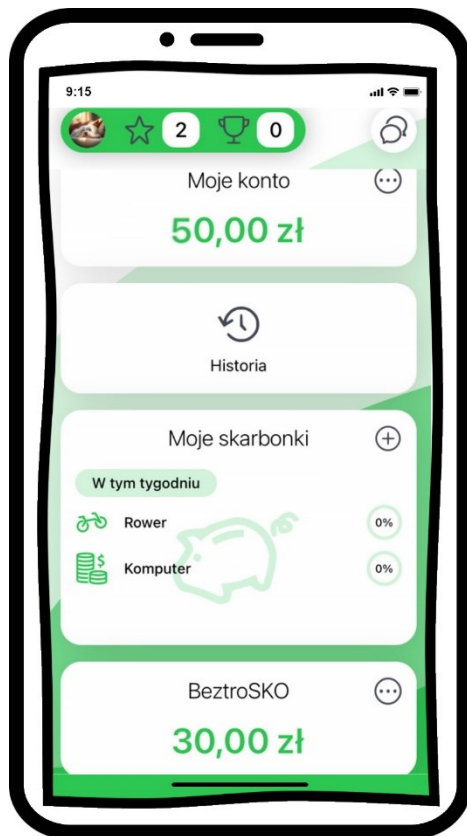 9:15
2 0
Moje konto
50,00 zł
Historia
Moje skarbonki
W tym tygodniu
Rower 0%
$
Komputer 0%
BeztroSKO
30,00 zł